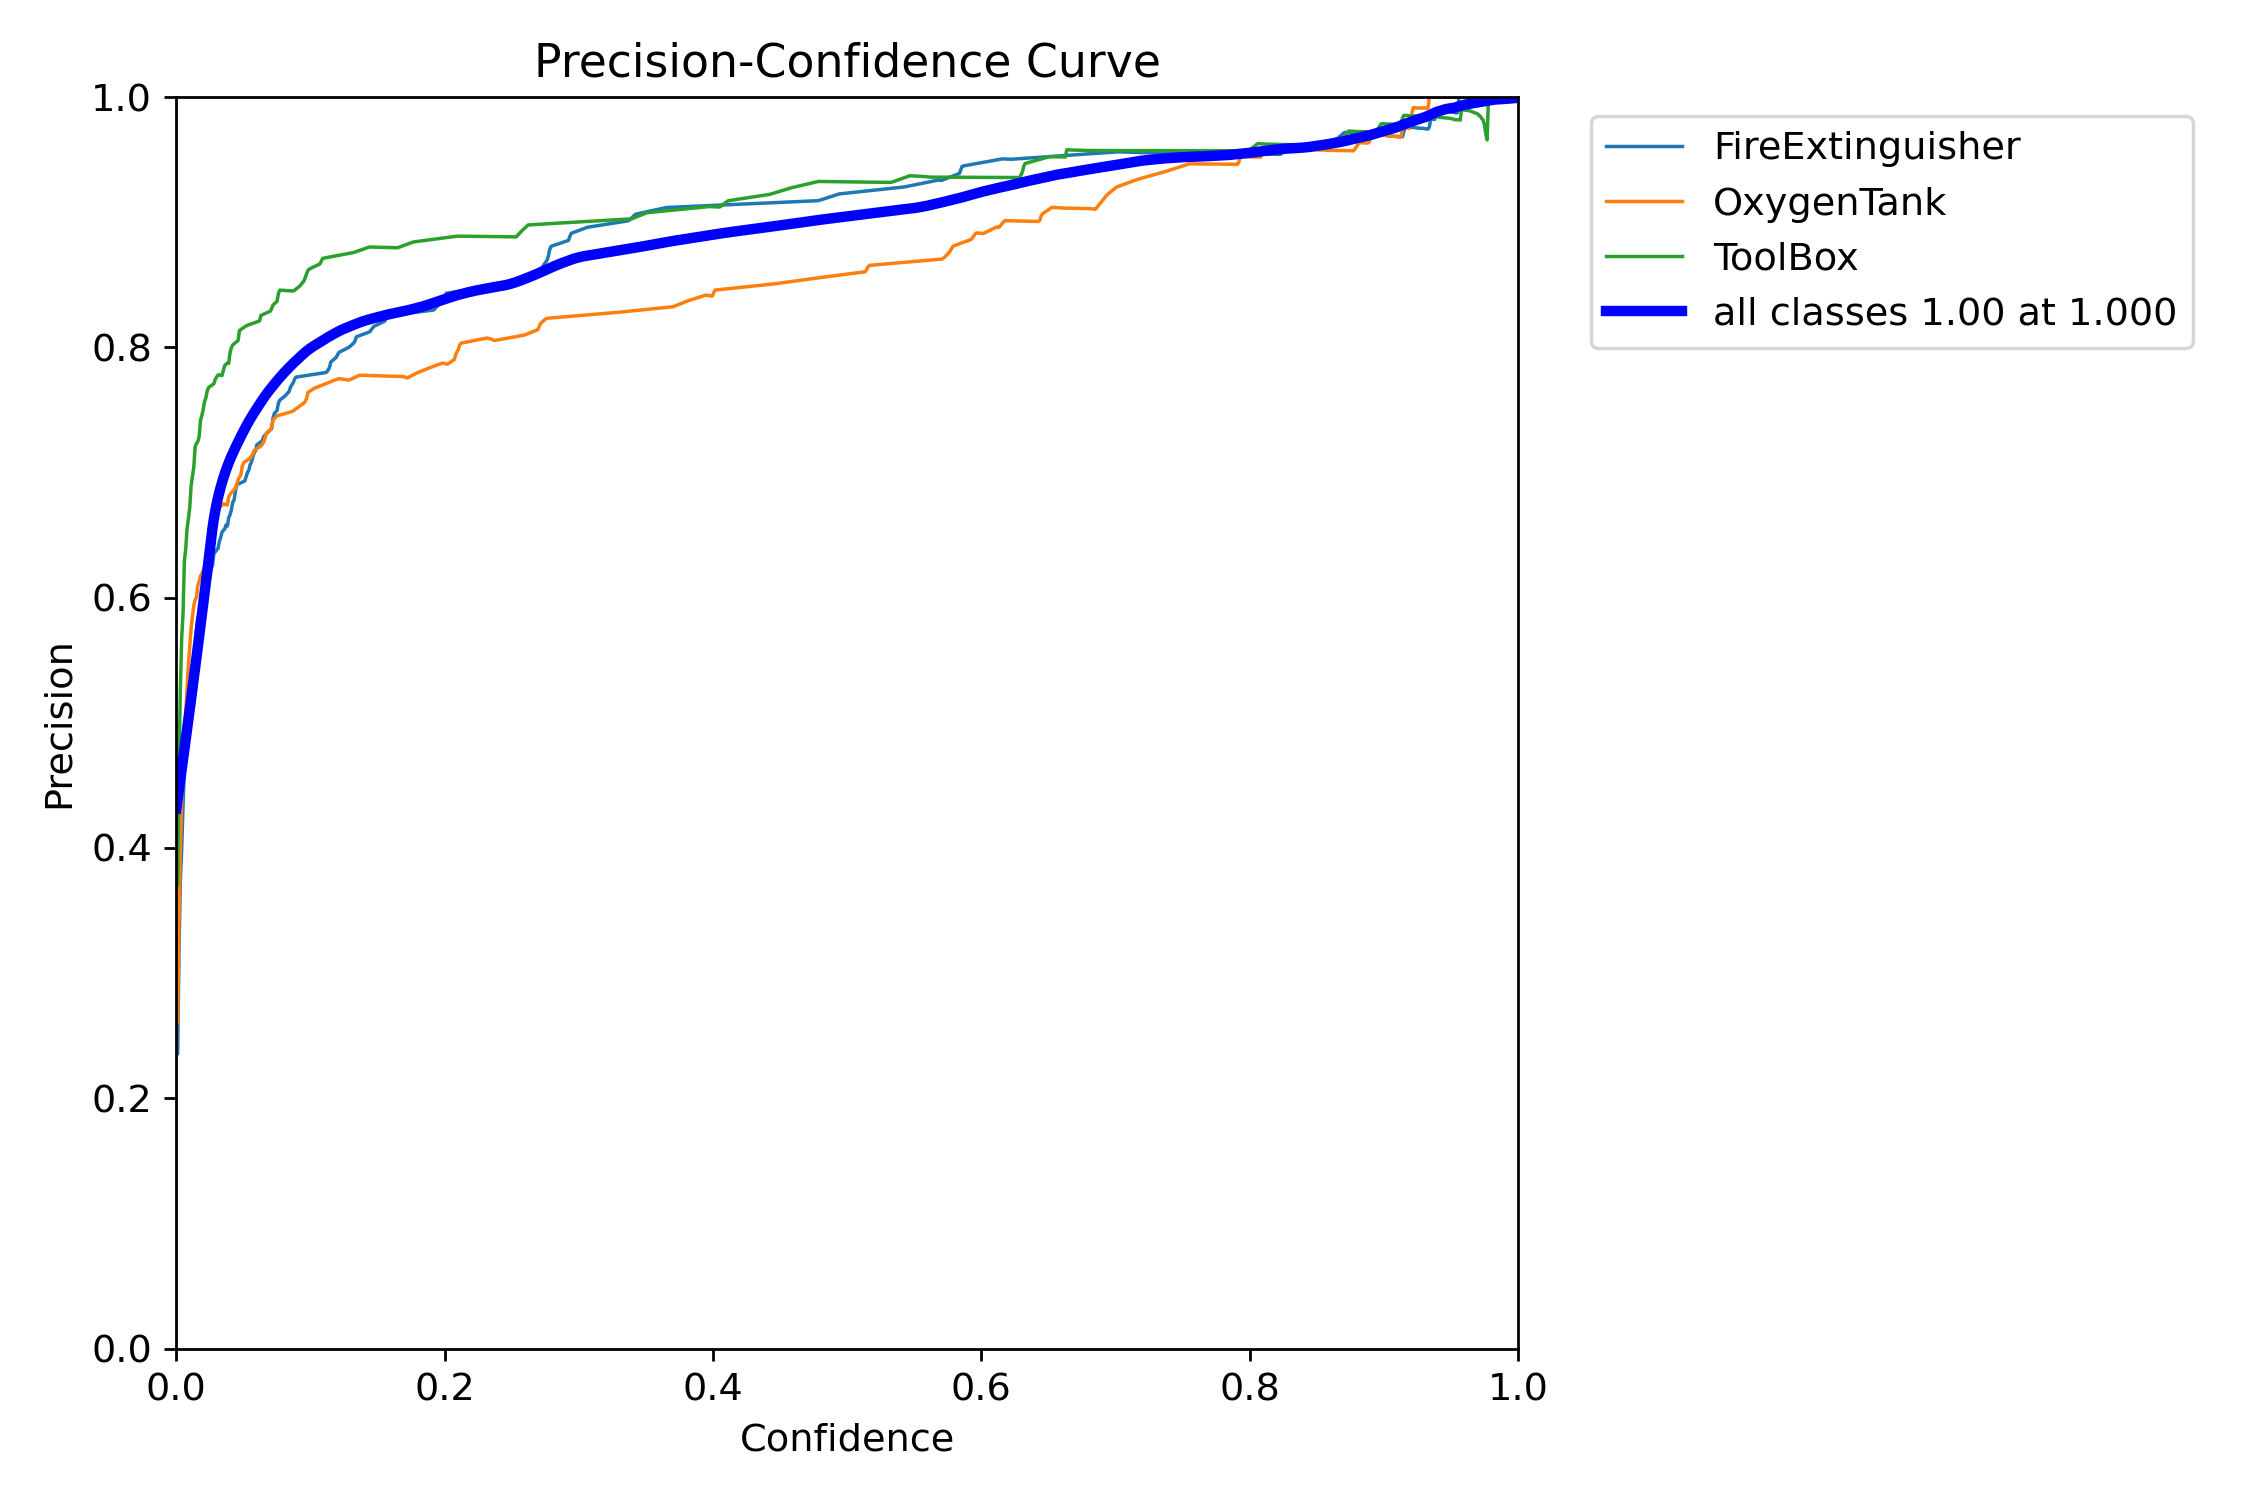 Precision-Confidence Curve
1.0
0.8
0.6
0.4
0.2
0.0
Precision
0.0 0.2 0.4 0.6 0.8 1.0
Confidence
FireExtinguisher
OxygenTank
ToolBox
all classes 1.00 at 1.000